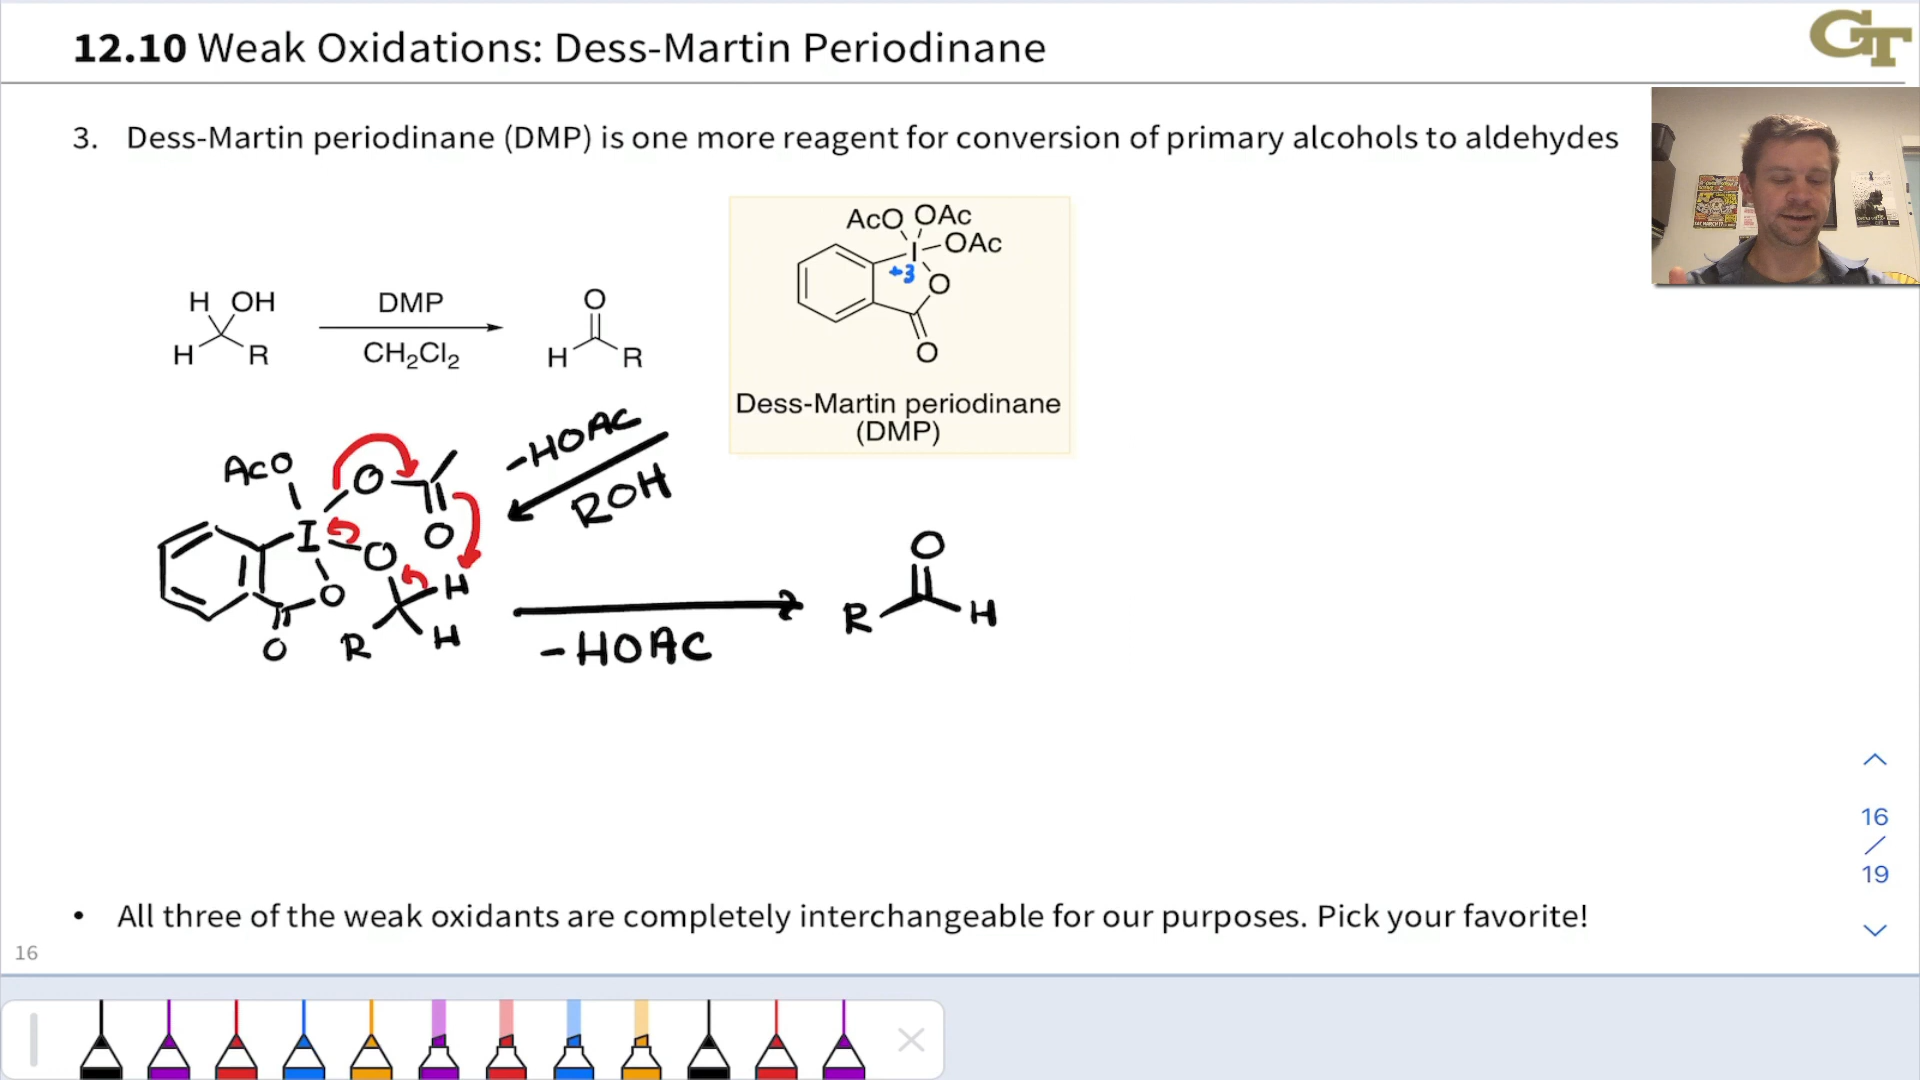 12.10 Weak Oxidations: Dess-Martin Periodinane
GT
3. Dess-Martin periodinane (DMP) is one more reagent for conversion of primary alcohols to aldehydes
H OH
H R
DMP
CH₂Cl₂
O
H R
AcO OAc
I OAc
+3
O
O
Dess-Martin periodinane
(DMP)
-HOAC
ROH
AcO
O
I O O
O H
O R H
-HOAC
O
R H
16
/
19
• All three of the weak oxidants are completely interchangeable for our purposes. Pick your favorite!
16